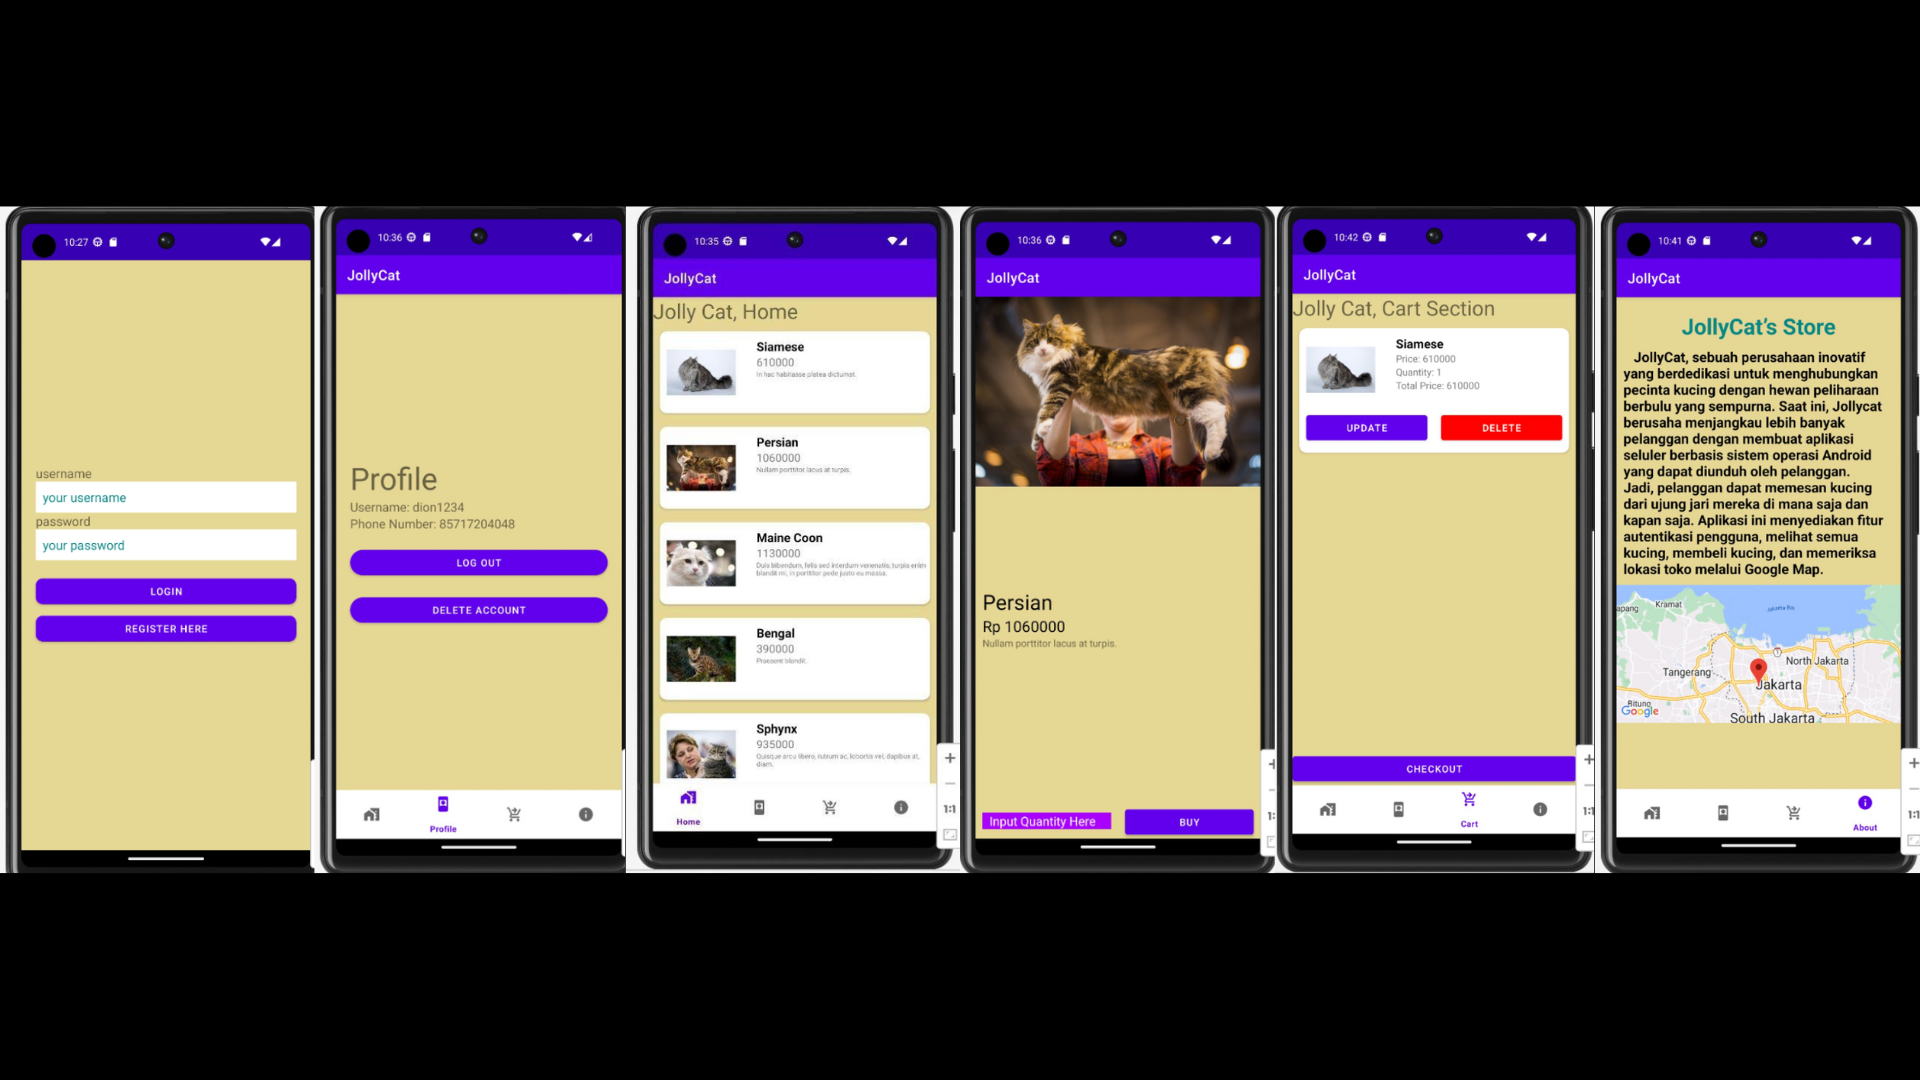 10:27
username
your username
password
your password
LOGIN
REGISTER HERE
10:36
JollyCat
Profile
Username: dion1234
Phone Number: 85717204048
LOG OUT
DELETE ACCOUNT
Profile
10:35
JollyCat
Jolly Cat, Home
Siamese
610000
In hac habitasse platea dictumst.
Persian
1060000
Nullam porttitor lacus at turpis.
Maine Coon
1130000
Duis bibendum, felis sed interdum venenatis, turpis enim
blandit mi, in porttitor pede justo eu massa.
Bengal
390000
Praesent blandit.
Sphynx
935000
Quisque arcu libero, rutrum ac, lobortis vel, dapibus at,
diam.
Home
1:1
10:36
JollyCat
Persian
Rp 1060000
Nullam porttitor lacus at turpis.
Input Quantity Here
BUY
10:42
JollyCat
Jolly Cat, Cart Section
Siamese
Price: 610000
Quantity: 1
Total Price: 610000
UPDATE
DELETE
CHECKOUT
Cart
10:41
JollyCat
JollyCat's Store
JollyCat, sebuah perusahaan inovatif
yang berdedikasi untuk menghubungkan
pecinta kucing dengan hewan peliharaan
berbulu yang sempurna. Saat ini, Jollycat
berusaha menjangkau lebih banyak
pelanggan dengan membuat aplikasi
seluler berbasis sistem operasi Android
yang dapat diunduh oleh pelanggan.
Jadi, pelanggan dapat memesan kucing
dari ujung jari mereka di mana saja dan
kapan saja. Aplikasi ini menyediakan fitur
autentikasi pengguna, melihat semua
kucing, membeli kucing, dan memeriksa
lokasi toko melalui Google Map.
apang
Kramat
Jakarta Bay
Tangerang
North Jakarta
Jakarta
Bitung
Google
South Jakarta
About